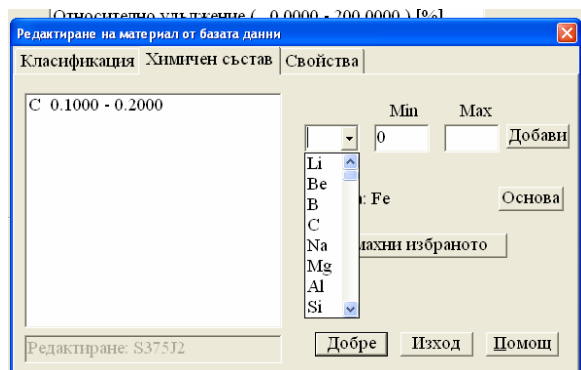 Относително удължение ( 0.0000 - 200.0000 ) [%]
Редактиране на материал от базата данни
Класификация Химичен състав Свойства
C 0.1000 - 0.2000
Min Max
0 Добави
Li
Be
B
C
Na
Mg
Al
Si
а: Fe Основа
махни избраното
Редактиране: S375J2
Добре Изход Помощ